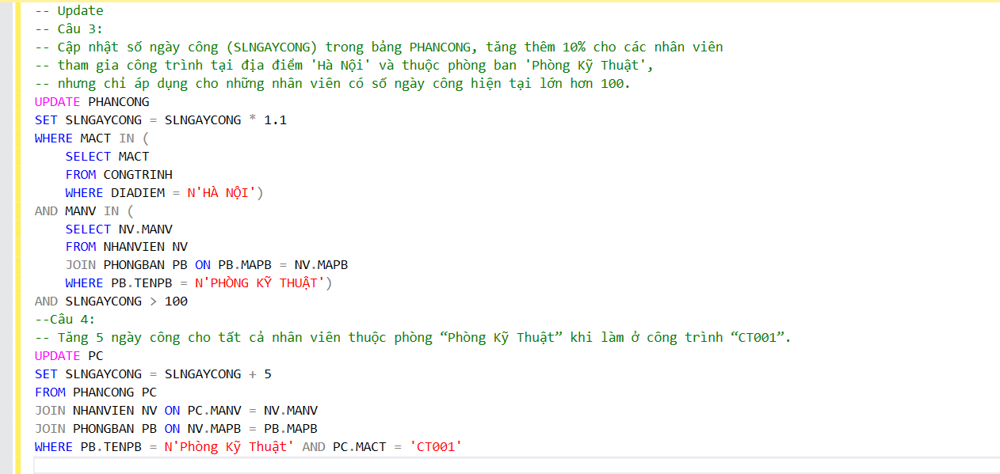 -- Update
-- Câu 3:
-- Cập nhật số ngày công (SLNGAYCONG) trong bảng PHANCONG, tăng thêm 10% cho các nhân viên
-- tham gia công trình tại địa điểm 'Hà Nội' và thuộc phòng ban 'Phòng Kỹ Thuật',
-- nhưng chỉ áp dụng cho những nhân viên có số ngày công hiện tại lớn hơn 100.
UPDATE PHANCONG
SET SLNGAYCONG = SLNGAYCONG * 1.1
WHERE MACT IN (
    SELECT MACT
    FROM CONGTRINH
    WHERE DIADIEM = N'HÀ NỘI')
AND MANV IN (
    SELECT NV.MANV
    FROM NHANVIEN NV
    JOIN PHONGBAN PB ON PB.MAPB = NV.MAPB
    WHERE PB.TENPB = N'PHÒNG KỸ THUẬT')
AND SLNGAYCONG > 100
--Câu 4:
-- Tăng 5 ngày công cho tất cả nhân viên thuộc phòng “Phòng Kỹ Thuật” khi làm ở công trình “CT001”.
UPDATE PC
SET SLNGAYCONG = SLNGAYCONG + 5
FROM PHANCONG PC
JOIN NHANVIEN NV ON PC.MANV = NV.MANV
JOIN PHONGBAN PB ON NV.MAPB = PB.MAPB
WHERE PB.TENPB = N'Phòng Kỹ Thuật' AND PC.MACT = 'CT001'